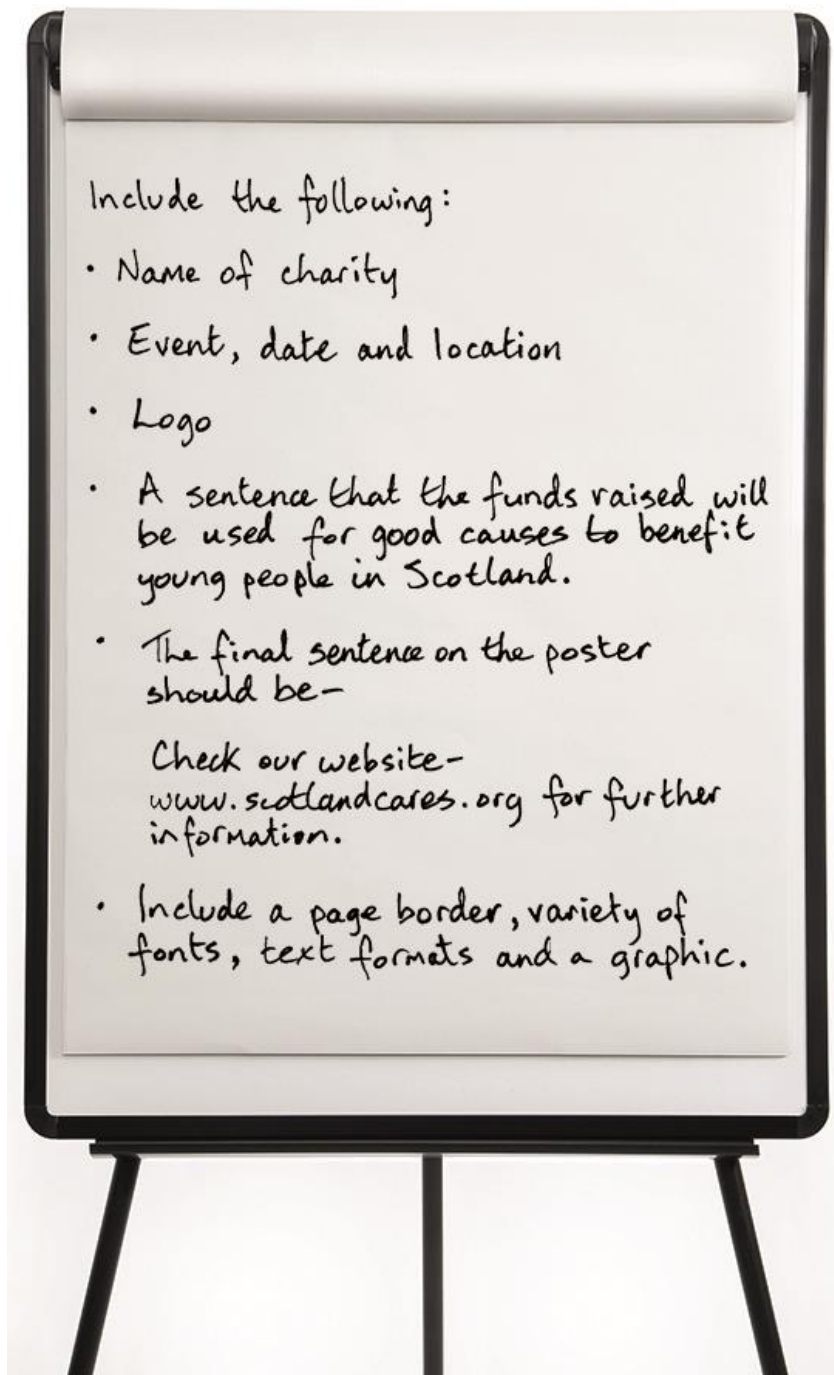 Include the following:
• Name of charity
• Event, date and location
• Logo
• A sentence that the funds raised will
be used for good causes to benefit
young people in Scotland.
• The final sentence on the poster
should be-
Check our website-
www.scotlandcares.org for further
information.
• Include a page border, variety of
fonts, text formats and a graphic.